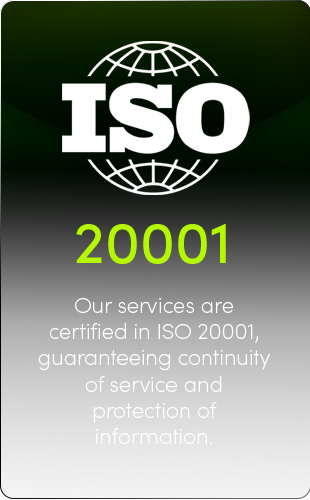 ISO
20001
Our services are
certified in ISO 20001,
guaranteeing continuity
of service and
protection of
information.